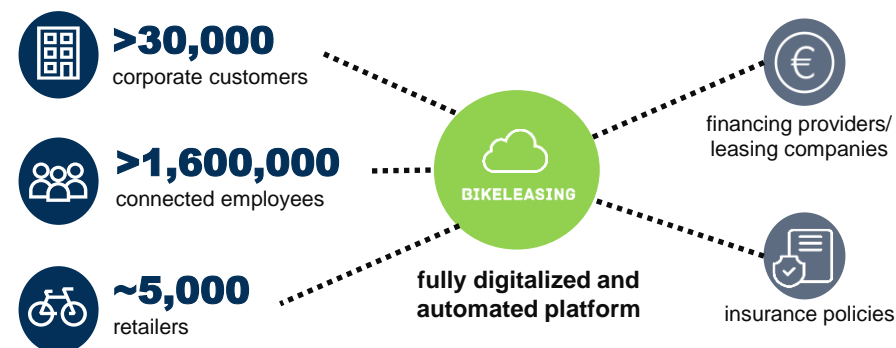 >30,000
corporate customers
>1,600,000
connected employees
~5,000
retailers
BIKELEASING
fully digitalized and
automated platform
€
financing providers/
leasing companies
insurance policies